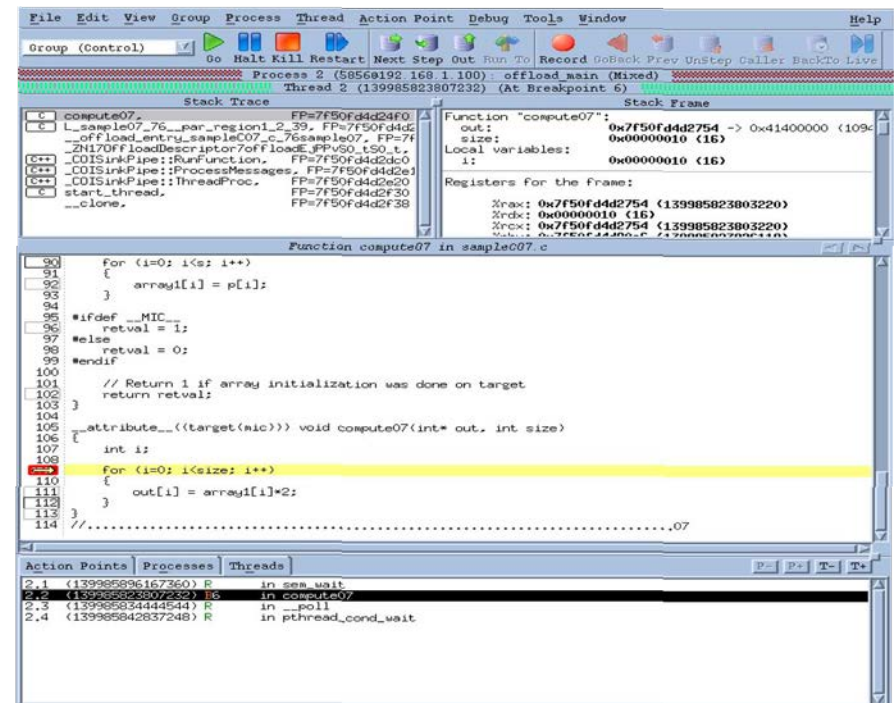 File Edit View Group Process Thread Action Point Debug Tools Window Help
Group (Control)
Go Halt Kill Restart Next Step Out Run To Record GoBack Prev UnStep Caller BackTo Live
Process 2 (58568@192.168.1.100): offload_main (Mixed)
Thread 2 (139985823807232) (At Breakpoint 6)
Stack Trace
C compute07, FP=7f50fd4d24f0
C L_sample07_76__par_region1_2_39, FP=7f50fd4d2
__offload_entry_sampleC07_c_76sample07, FP=7f
_ZN17OffloadDescriptor7offloadEjPPvS0_tS0_t,
C++ _COISinkPipe::RunFunction, FP=7f50fd4d2dc0
C++ _COISinkPipe::ProcessMessages, FP=7f50fd4d2e1
C++ _COISinkPipe::ThreadProc, FP=7f50fd4d2e20
C start_thread, FP=7f50fd4d2f30
__clone, FP=7f50fd4d2f38
Stack Frame
Function "compute07":
out: 0x7f50fd4d2754 -> 0x41400000 (109
size: 0x00000010 (16)
Local variables:
i: 0x00000010 (16)
Registers for the frame:
%rax: 0x7f50fd4d2754 (139985823803220)
%rdx: 0x00000010 (16)
%rcx: 0x7f50fd4d2754 (139985823803220)
Function compute07 in sampleC07.c
90 for (i=0; i<s; i++)
91 {
92 array1[i] = p[i];
93 }
94
95 #ifdef __MIC__
96 retval = 1;
97 #else
98 retval = 0;
99 #endif
100
101 // Return 1 if array initialization was done on target
102 return retval;
103 }
104
105 __attribute__((target(mic))) void compute07(int* out, int size)
106 {
107 int i;
108
for (i=0; i<size; i++)
110 {
111 out[i] = array1[i]*2;
112 }
113 }
114 //.......................................................................07
Action Points Processes Threads P- P+ T- T+
2.1 (139985896167360) R in sem_wait
2.2 (139985823807232) B6 in compute07
2.3 (139985834444544) R in __poll
2.4 (139985842837248) R in pthread_cond_wait